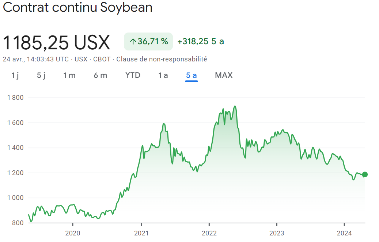 Contrat continu Soybean
1185,25 USX ↑36,71 % +318,25 5 a
24 avr., 14:03:43 UTC · USX · CBOT · Clause de non-responsabilité
1 j 5 j 1 m 6 m YTD 1 a 5 a MAX
1 800
1 600
1 400
1 200
1 000
800
2020 2021 2022 2023 2024